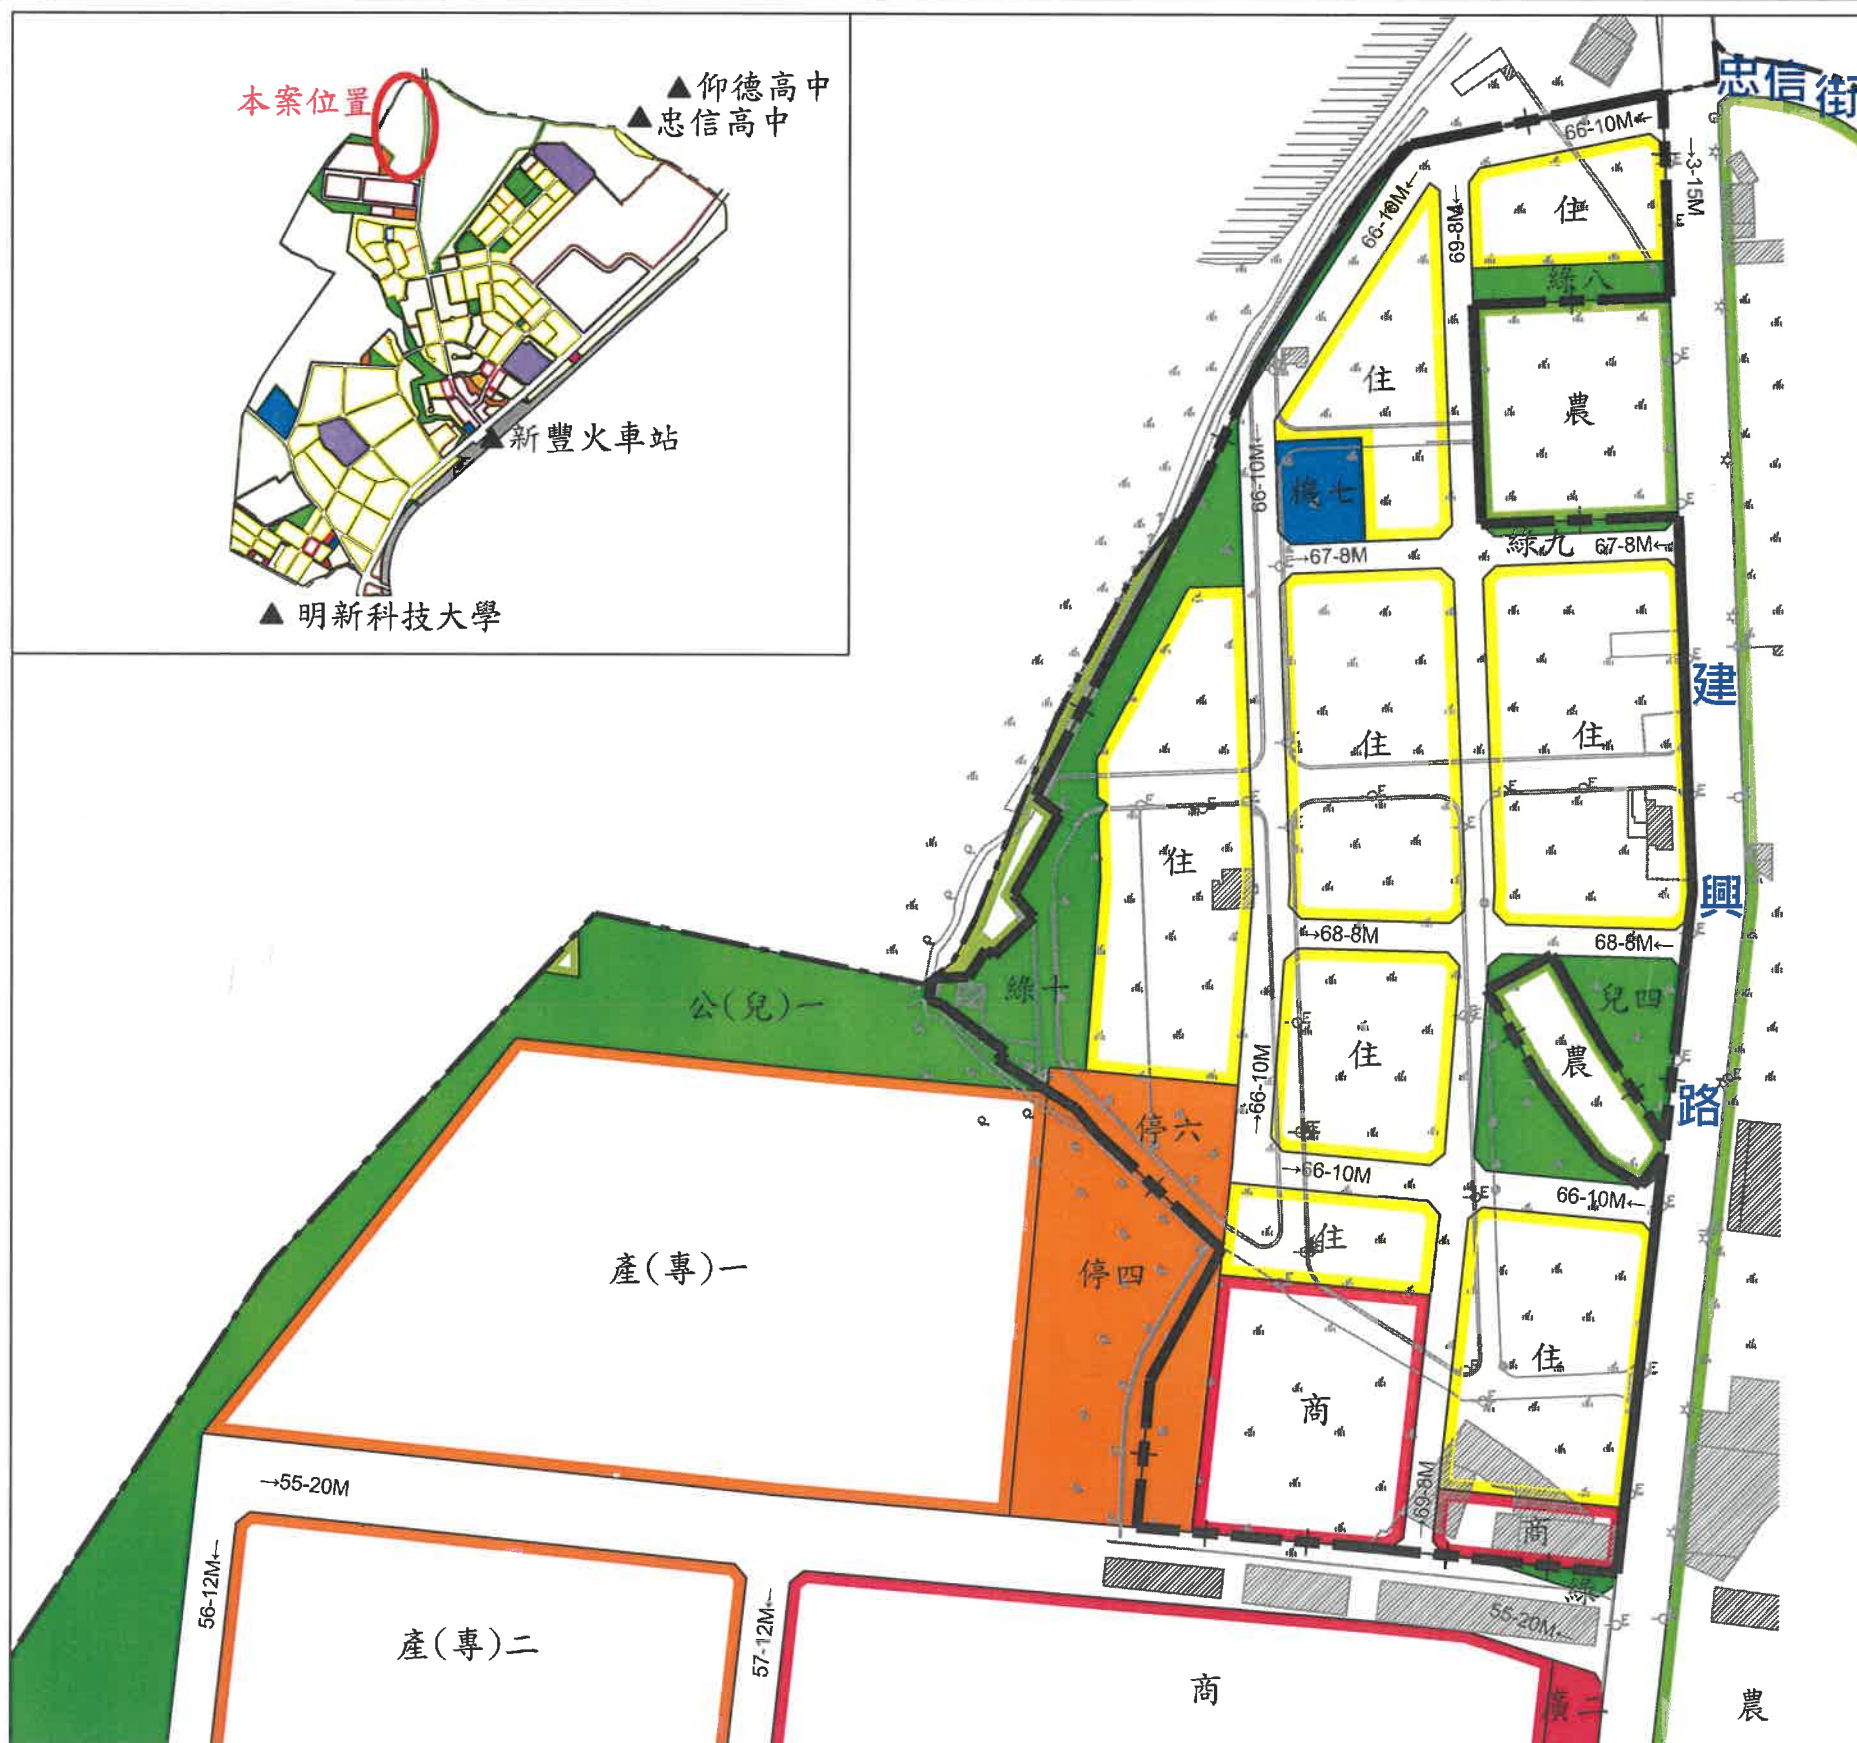 本案位置
▲仰德高中
▲忠信高中
▲新豐火車站
▲明新科技大學
忠信街
66-10M←
→3-15M
66-10M←
69-8M←
住
綠八
住
農
66-10M←
機七
綠九
67-8M←
→67-8M
建
住
住
住
興
→68-8M
68-8M←
公(兒)一
綠十
兒四
住
農
路
→66-10M
停六
→66-10M
66-10M←
住
產(專)一
停四
住
商
→55-20M
→69-8M
商
56-12M←
綠
55-20M←
57-12M←
產(專)二
商
廣二
農